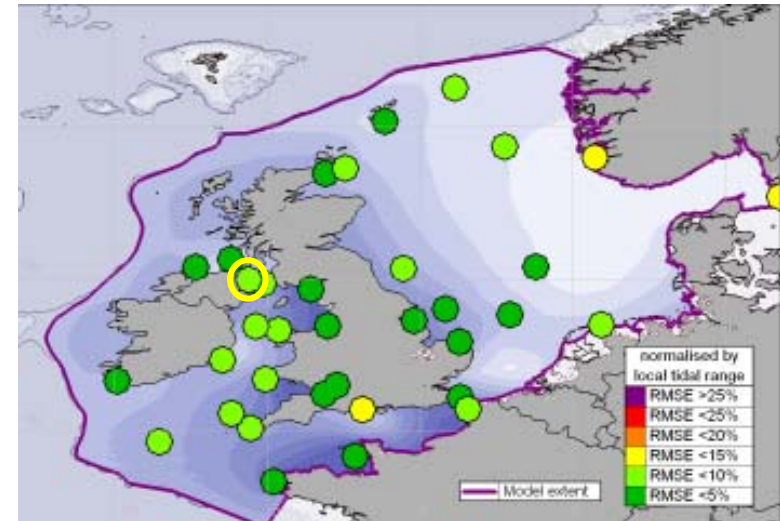 normalised by
local tidal range
RMSE >25%
RMSE <25%
RMSE <20%
RMSE <15%
RMSE <10%
RMSE <5%
Model extent